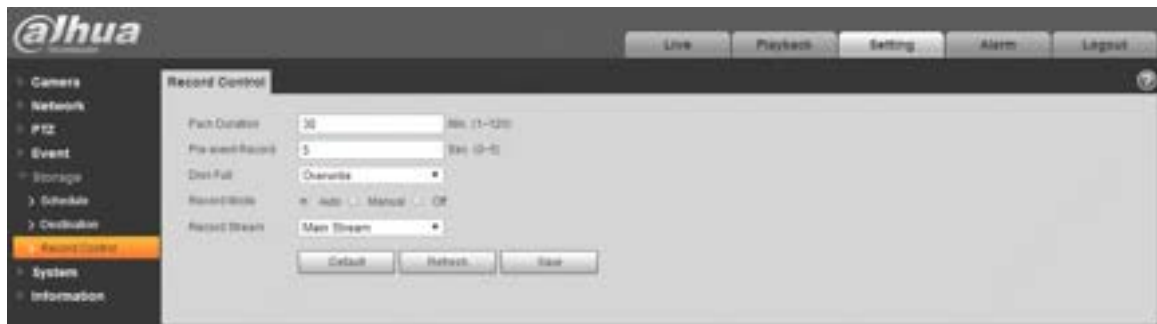 alhua
TECHNOLOGY
Live Playback Setting Alarm Logout
Camera
Network
PTZ
Event
Storage
Schedule
Destination
Record Control
System
Information
Record Control
Pack Duration 30 Min. (1~120)
Pre-event Record 5 Sec. (0~5)
Disk Full Overwrite
Record Mode Auto Manual Off
Record Stream Main Stream
Default Refresh Save